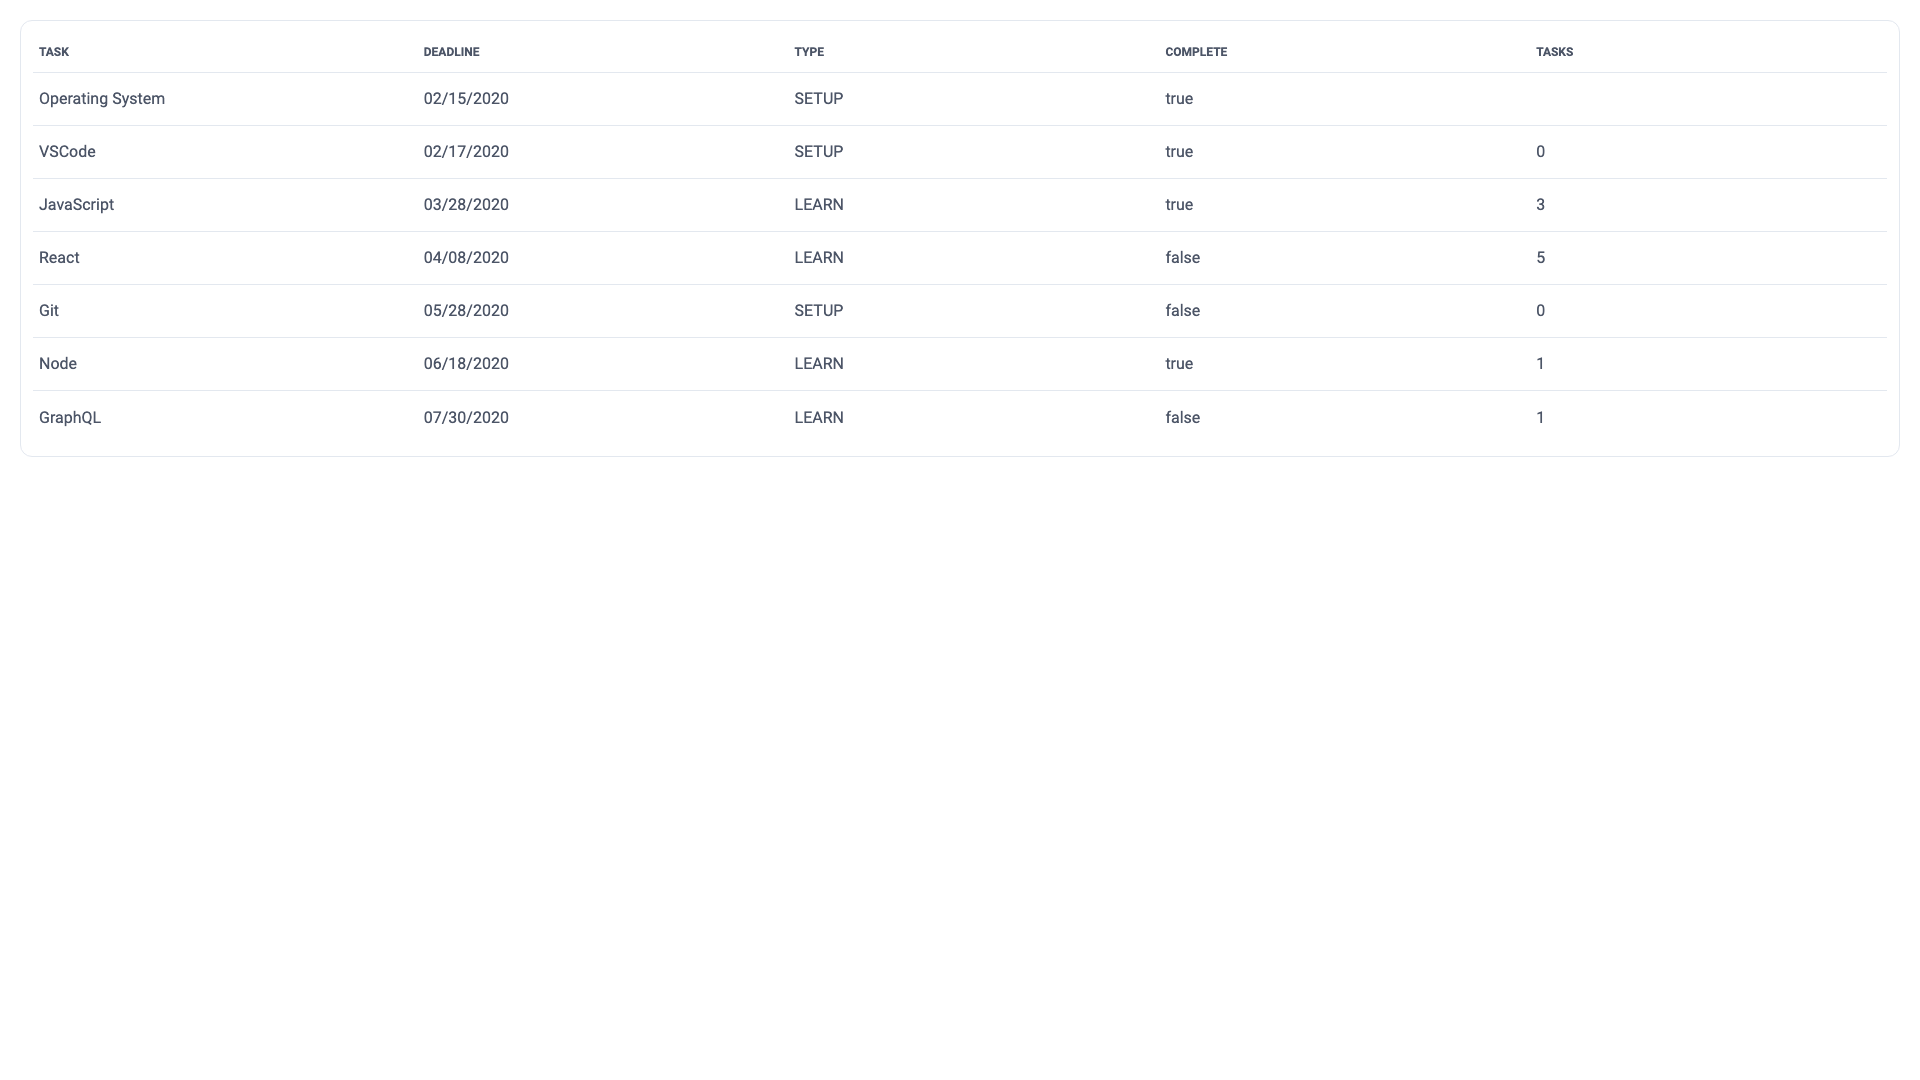 TASK DEADLINE TYPE COMPLETE TASKS
Operating System 02/15/2020 SETUP true
VSCode 02/17/2020 SETUP true 0
JavaScript 03/28/2020 LEARN true 3
React 04/08/2020 LEARN false 5
Git 05/28/2020 SETUP false 0
Node 06/18/2020 LEARN true 1
GraphQL 07/30/2020 LEARN false 1